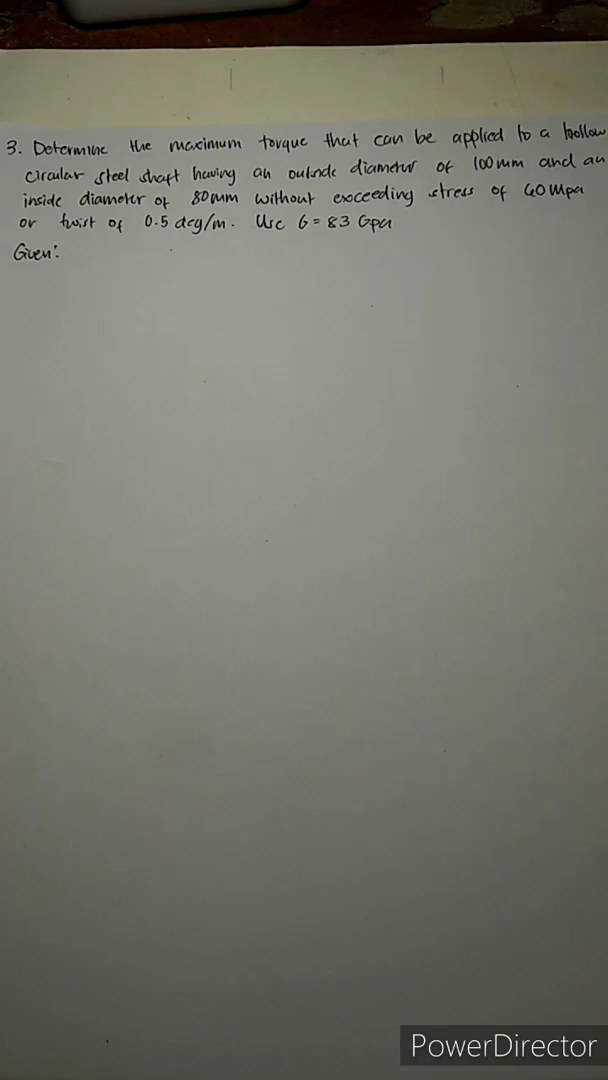 3. Determine the maximum torque that can be applied to a hollow
circular steel shaft having an outside diameter of 100 mm and an
inside diameter of 80mm without exceeding stress of 60 Mpa
or twist of 0.5 deg/m. Use G = 83 Gpa
Given:
PowerDirector